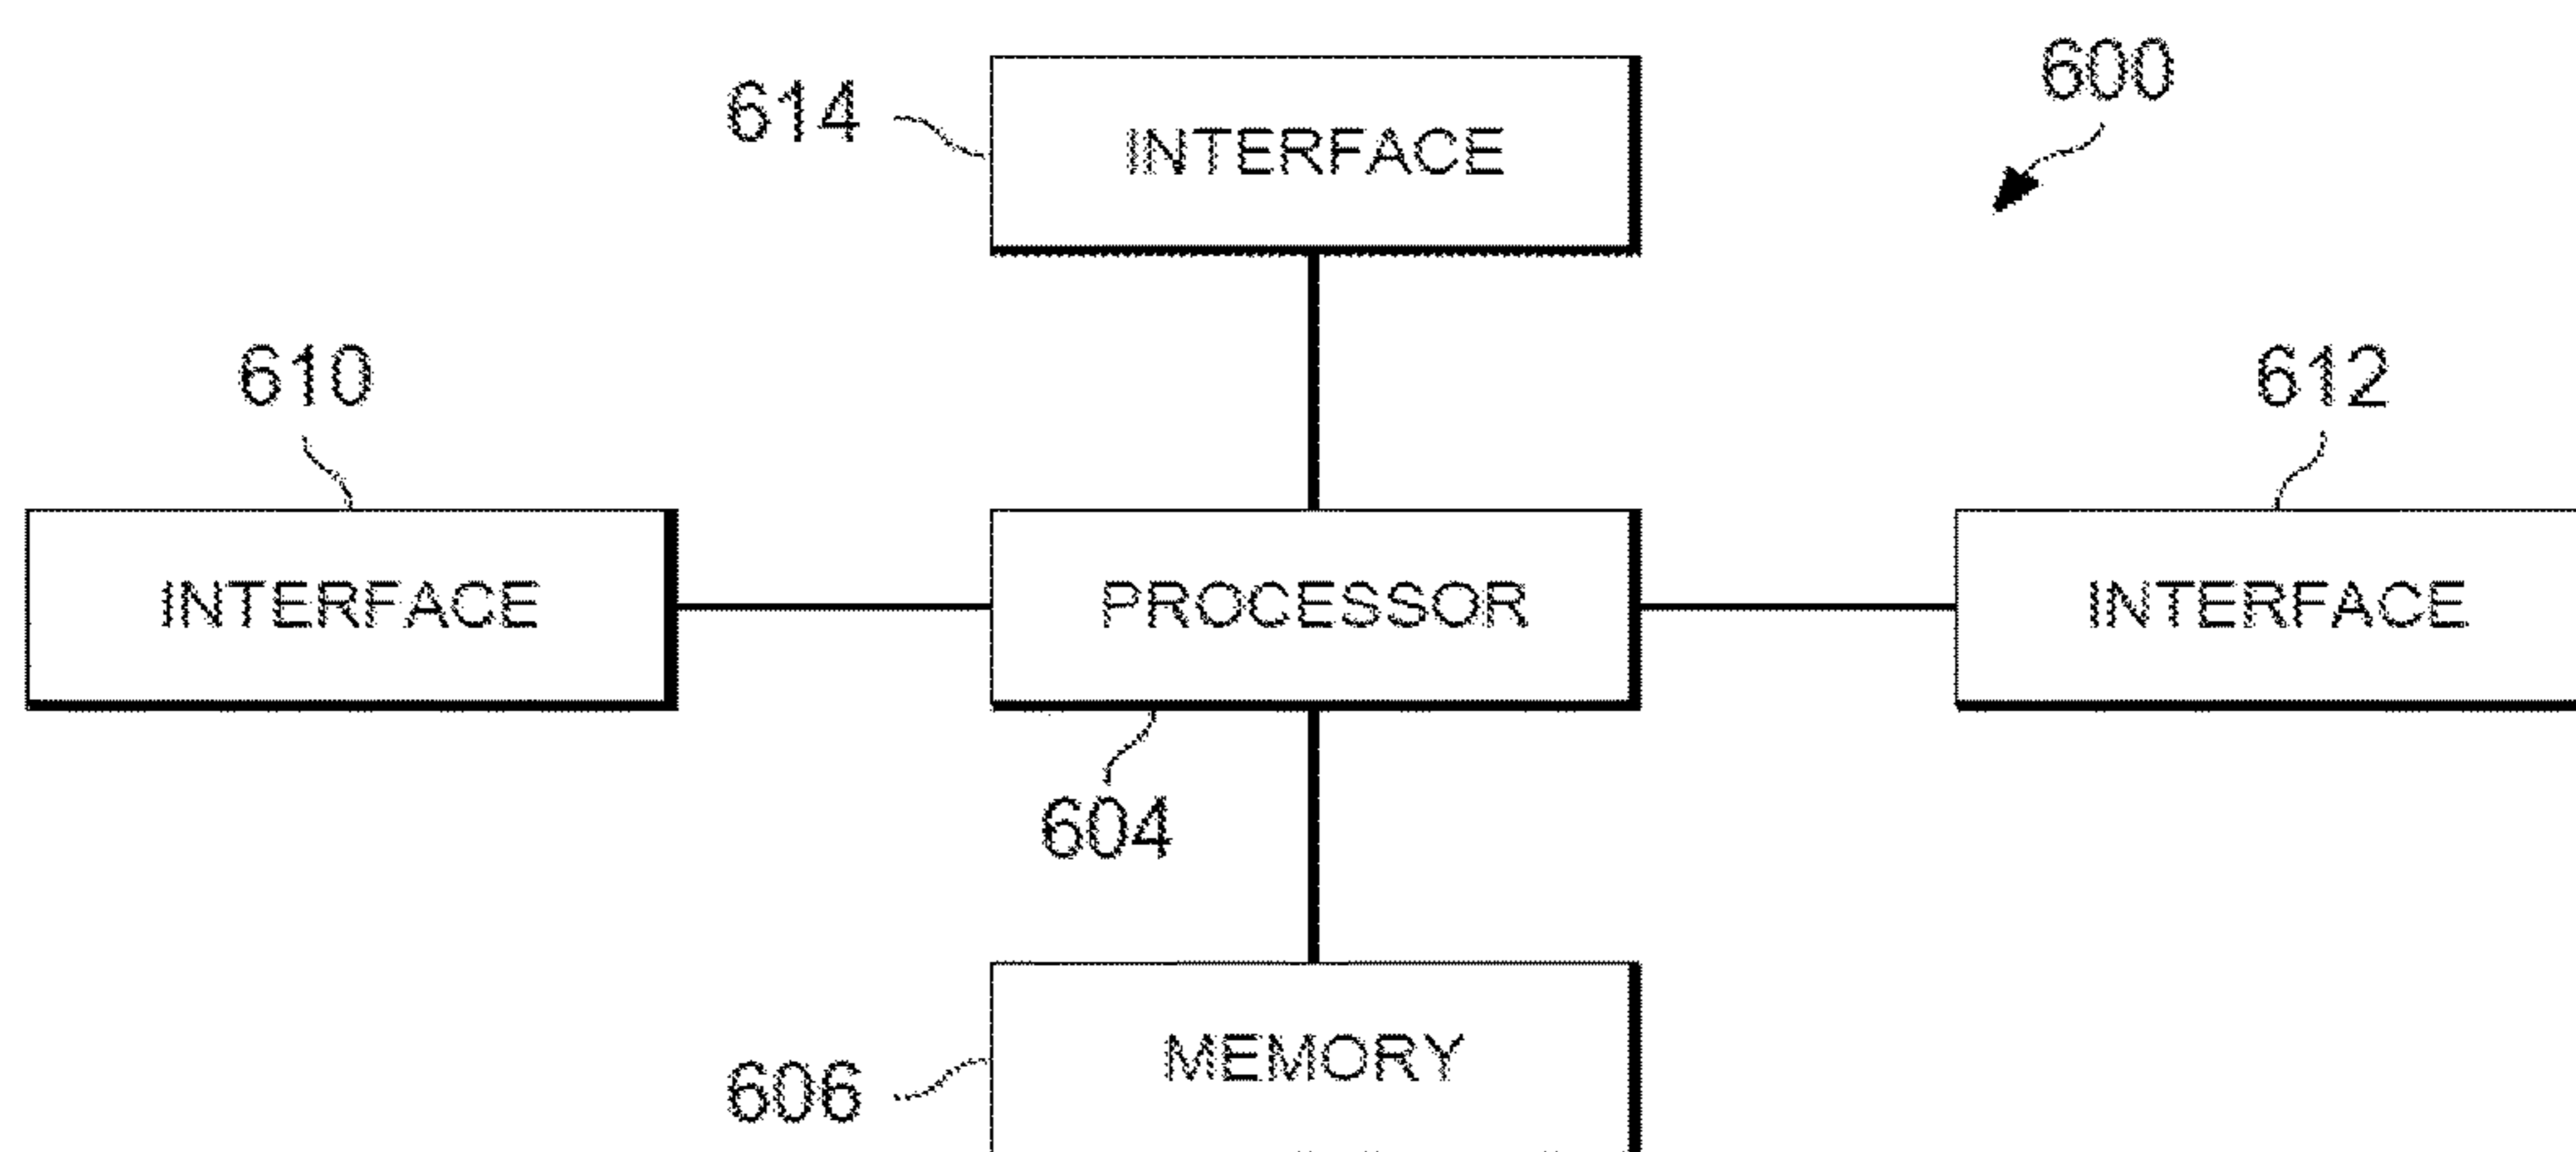 600
614
INTERFACE
610
612
INTERFACE
PROCESSOR
INTERFACE
604
MEMORY
606